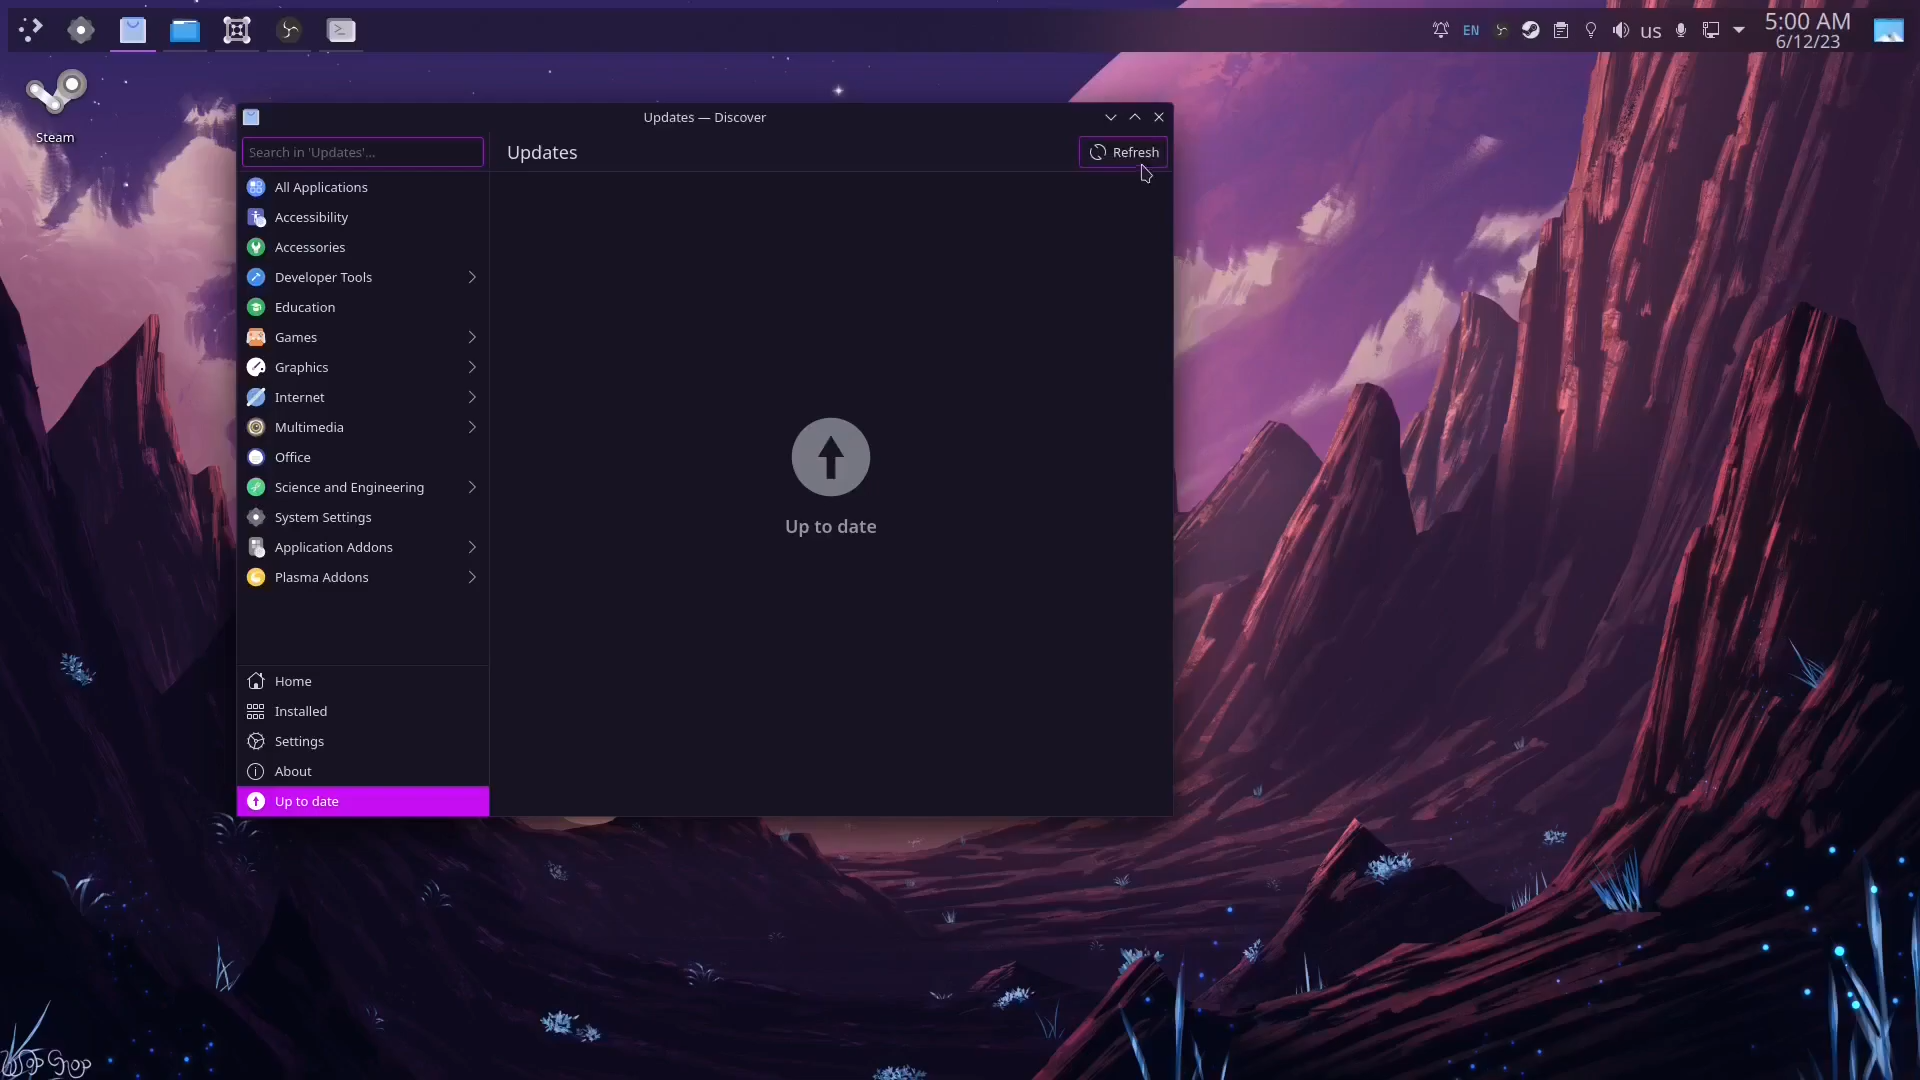 EN
us
5:00 AM
6/12/23
Steam
Updates — Discover
Search in 'Updates'...
Updates
Refresh
All Applications
Accessibility
Accessories
Developer Tools
Education
Games
Graphics
Internet
Multimedia
Office
Science and Engineering
System Settings
Application Addons
Plasma Addons
Up to date
Home
Installed
Settings
About
Up to date